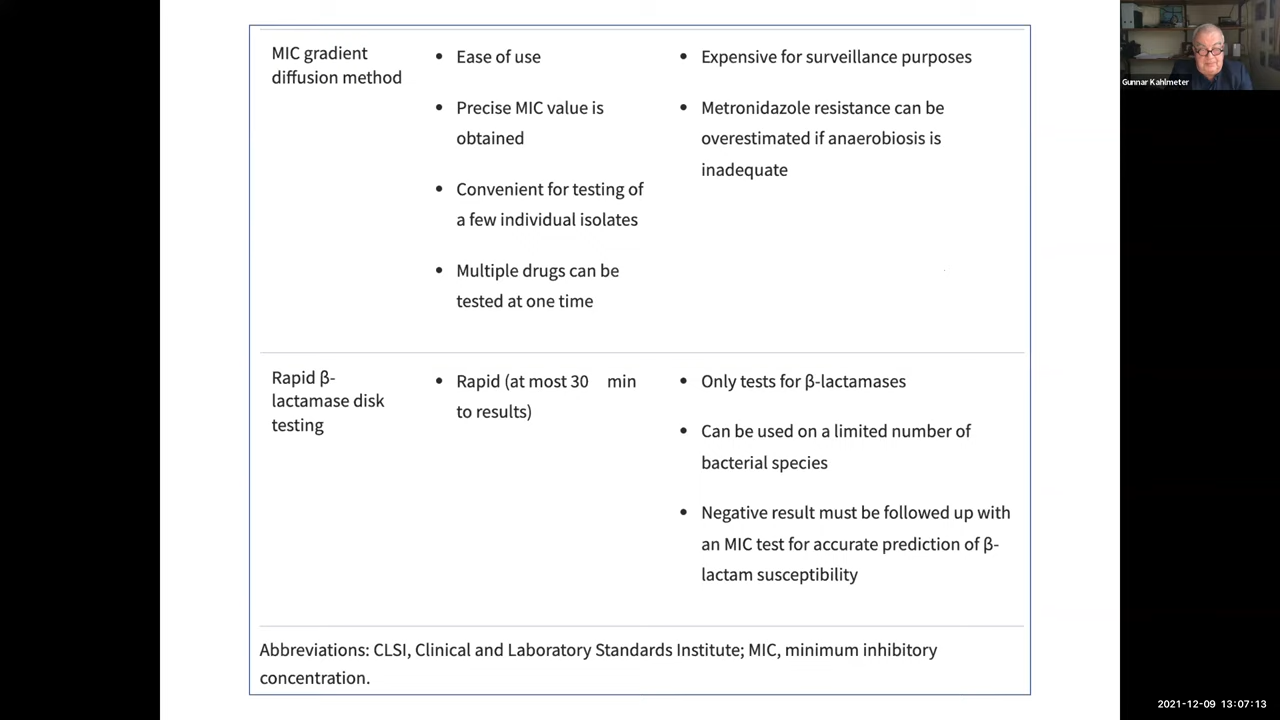 MIC gradient
diffusion method
• Ease of use
• Precise MIC value is
obtained
• Convenient for testing of
a few individual isolates
• Multiple drugs can be
tested at one time
• Expensive for surveillance purposes
• Metronidazole resistance can be
overestimated if anaerobiosis is
inadequate
Rapid β-
lactamase disk
testing
• Rapid (at most 30 min
to results)
• Only tests for β-lactamases
• Can be used on a limited number of
bacterial species
• Negative result must be followed up with
an MIC test for accurate prediction of β-
lactam susceptibility
Abbreviations: CLSI, Clinical and Laboratory Standards Institute; MIC, minimum inhibitory
concentration.
Gunnar Kahlmeter
2021-12-09 13:07:13